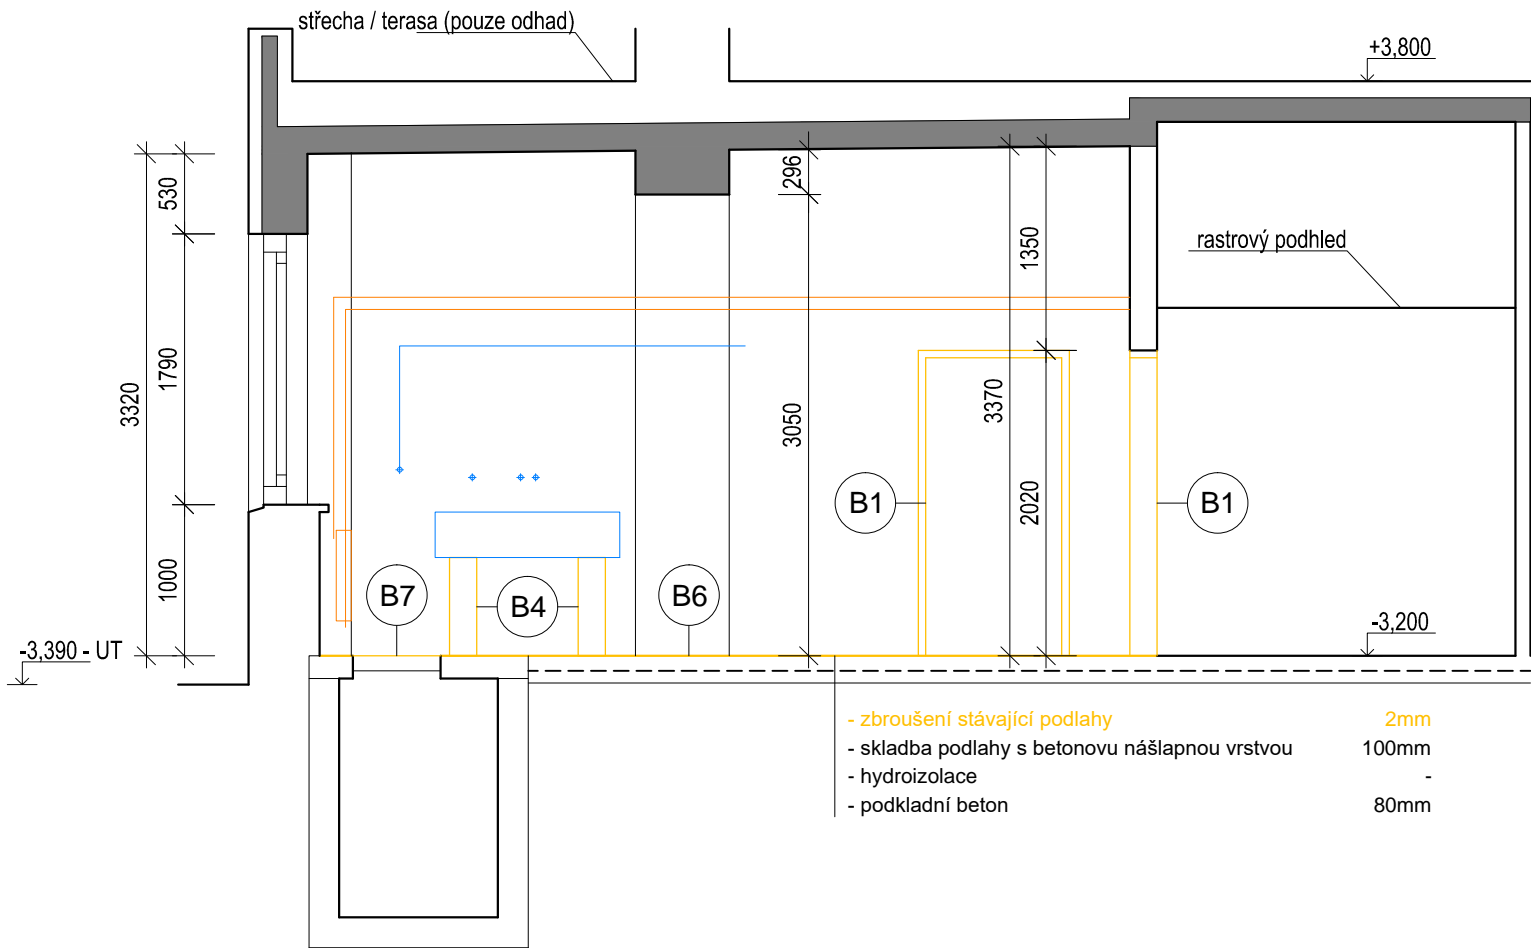 střecha / terasa (pouze odhad)
+3,800
530
296
1350
rastrový podhled
1790
3320
3370
3050
2020
B1
B1
1000
B7
B4
B6
-3,390 - UT
-3,200
- zbroušení stávající podlahy 2mm
- skladba podlahy s betonovu nášlapnou vrstvou 100mm
- hydroizolace -
- podkladní beton 80mm